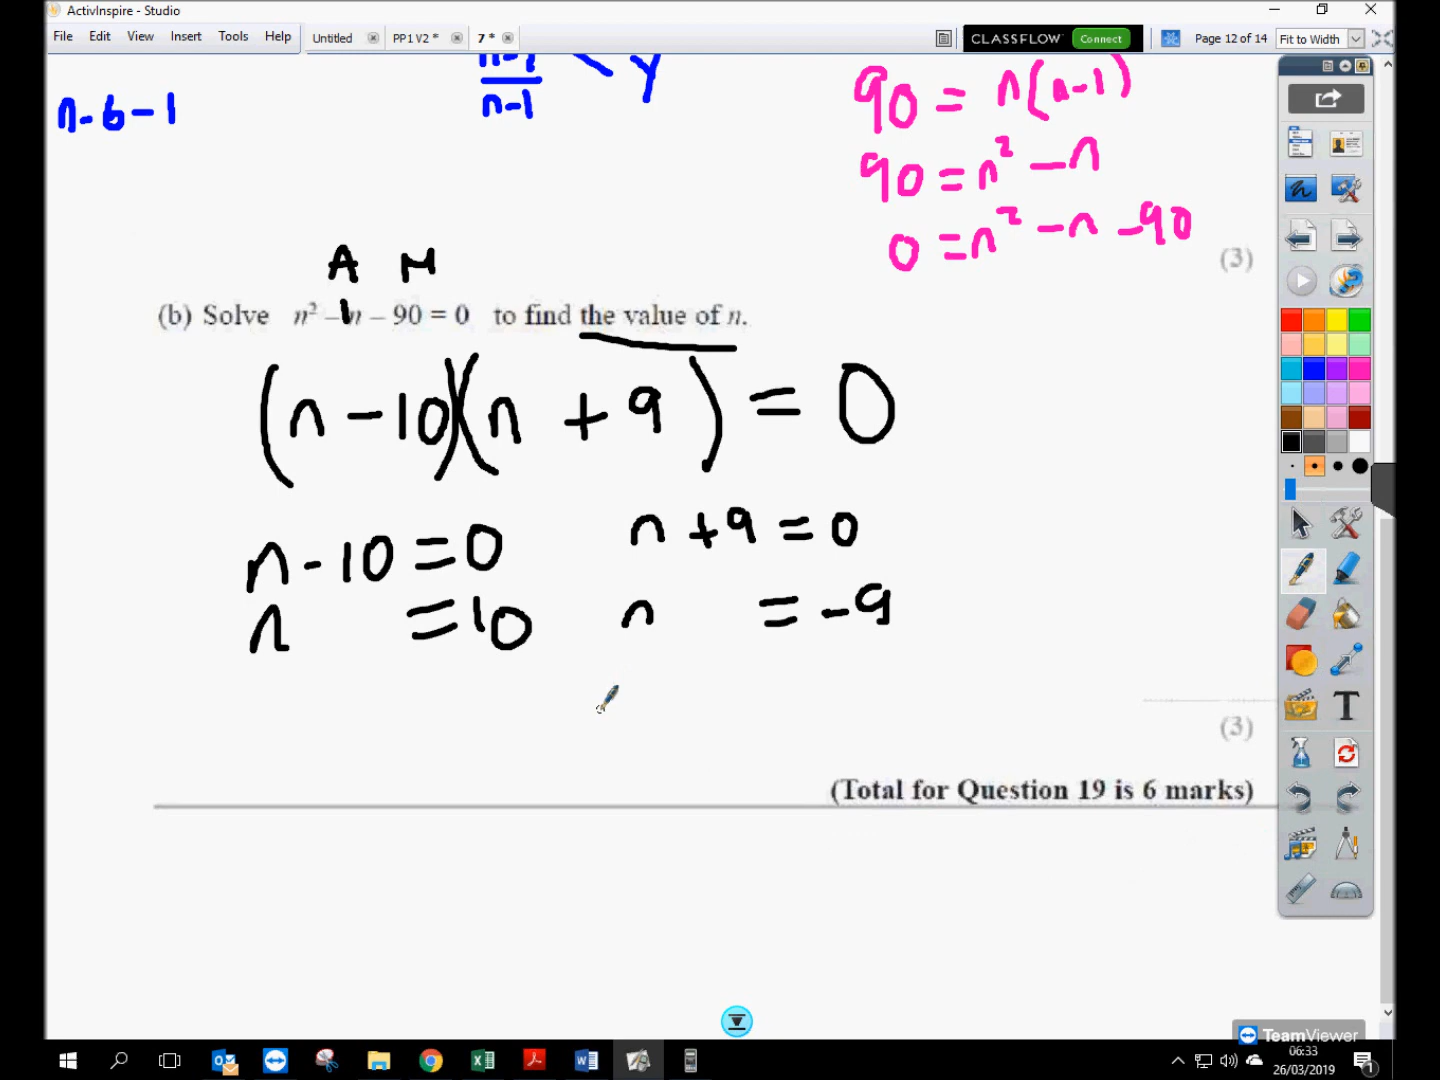 ActivInspire - Studio
File Edit View Insert Tools Help Untitled PP1 V2 * 7 * CLASSFLOW Connect Page 12 of 14 Fit to Width
n-1
n-1
y
n-6-1
90 = n(n-1)
90 = n² - n
0 = n² - n - 90
(3)
A M
(b) Solve n² - 1n - 90 = 0 to find the value of n.
(n - 10)(n + 9) = 0
n - 10 = 0 n + 9 = 0
n = 10 n = -9
(3)
(Total for Question 19 is 6 marks)
T
TeamViewer
06:33
26/03/2019
1